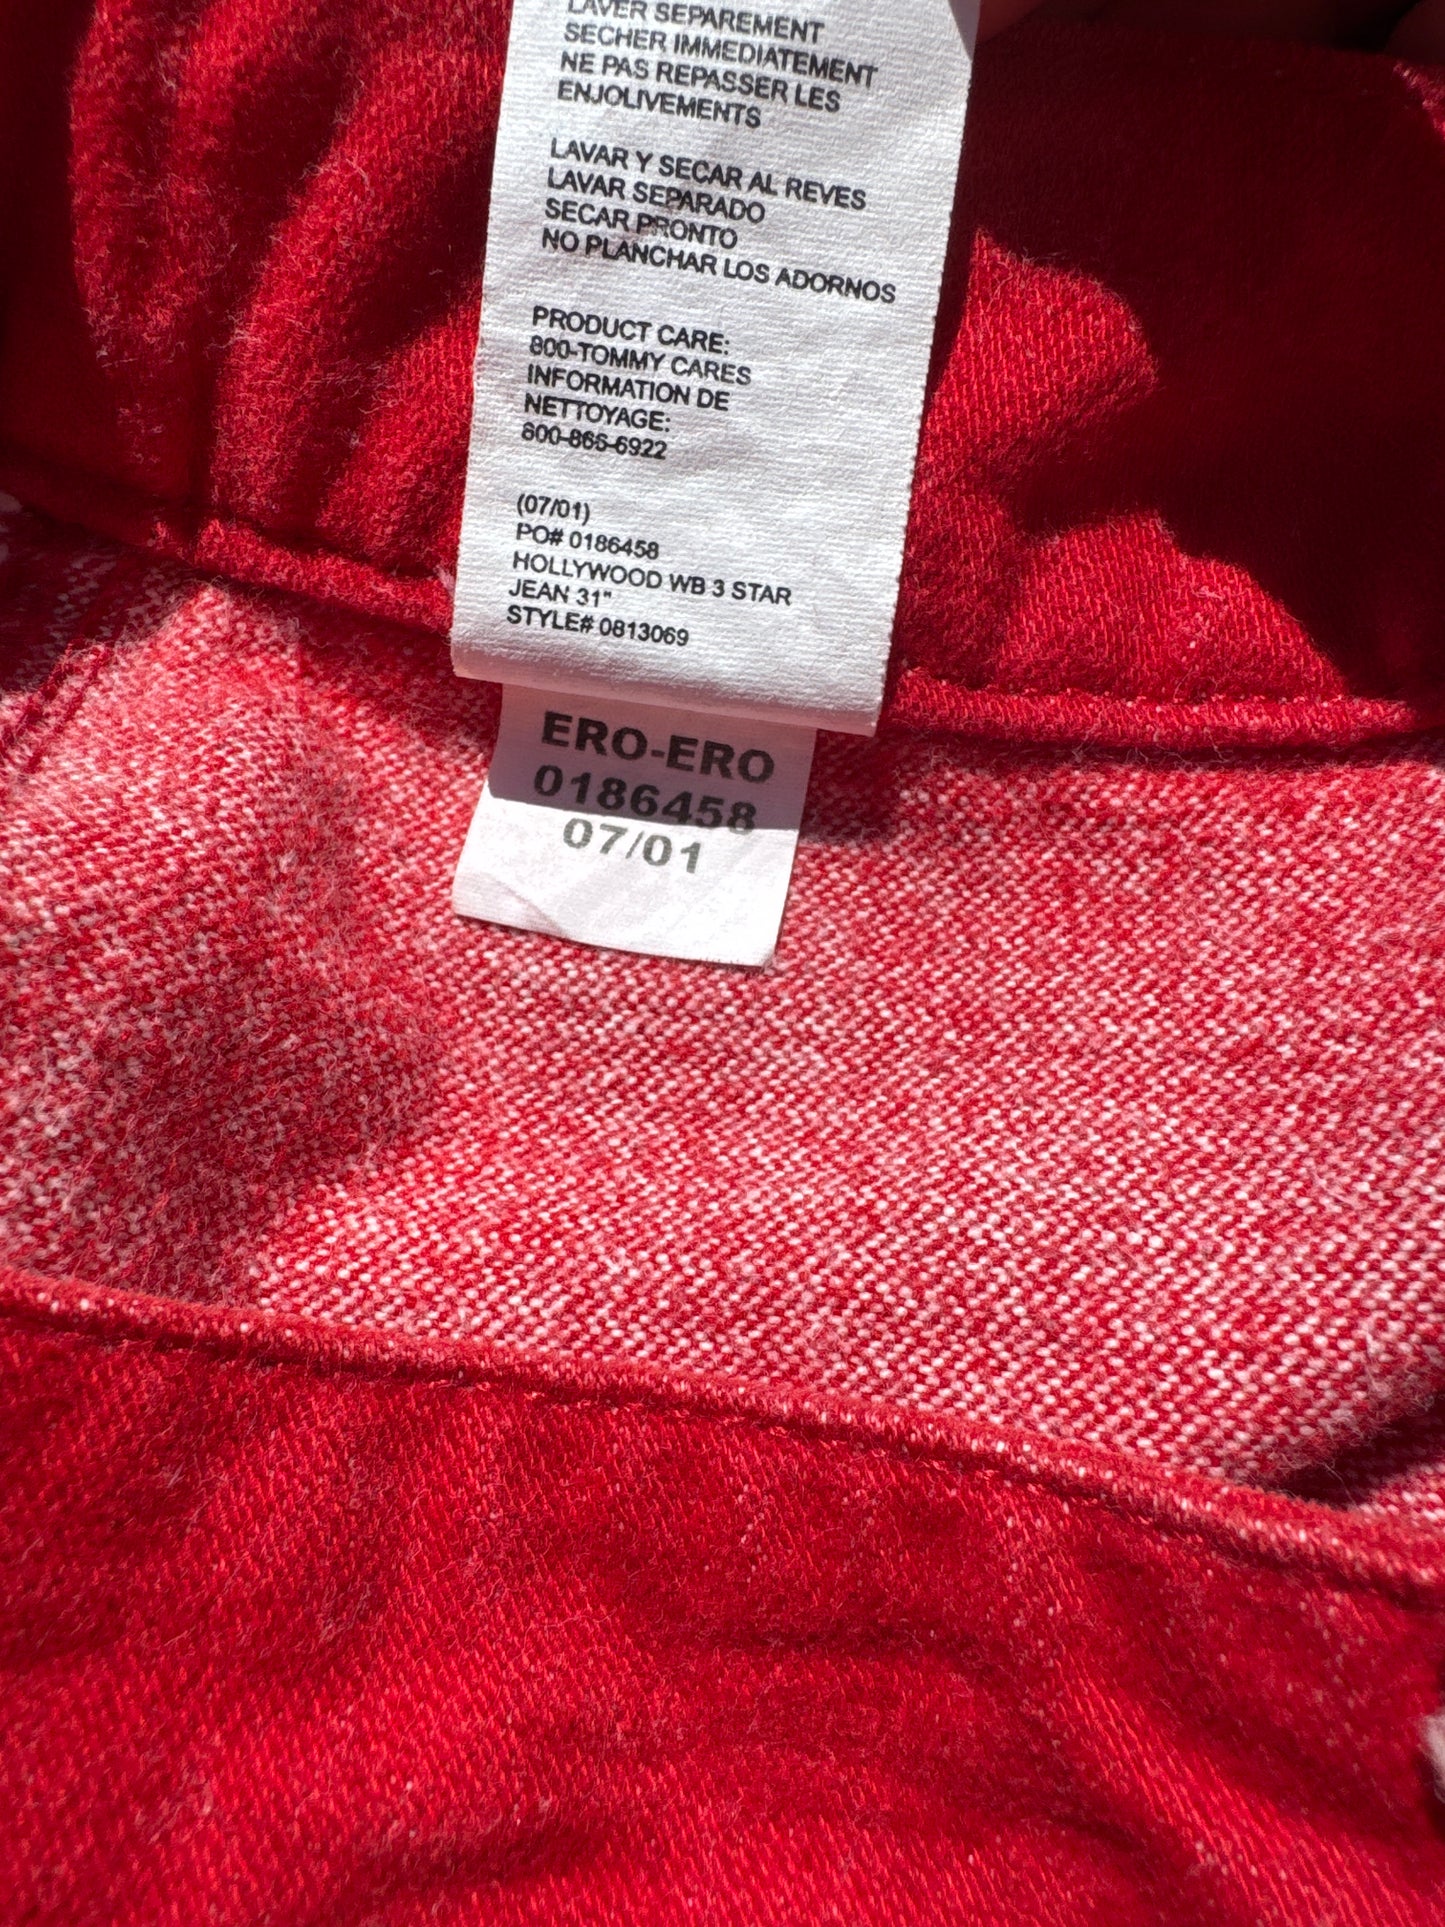 LAVER SEPAREMENT
SECHER IMMEDIATEMENT
NE PAS REPASSER LES
ENJOLIVEMENTS
LAVAR Y SECAR AL REVES
LAVAR SEPARADO
SECAR PRONTO
NO PLANCHAR LOS ADORNOS
PRODUCT CARE:
800-TOMMY CARES
INFORMATION DE
NETTOYAGE:
800-866-6922
(07/01)
PO# 0186458
HOLLYWOOD WB 3 STAR
JEAN 31"
STYLE# 0813069
ERO-ERO
0186458
07/01